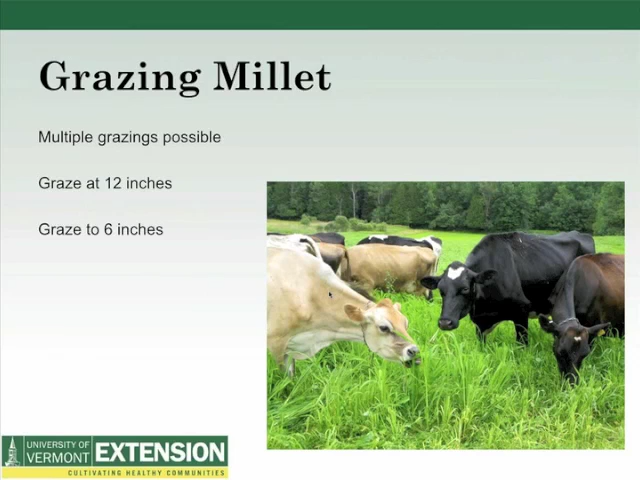 Grazing Millet
Multiple grazings possible
Graze at 12 inches
Graze to 6 inches
UNIVERSITY OF
VERMONT
EXTENSION
CULTIVATING HEALTHY COMMUNITIES